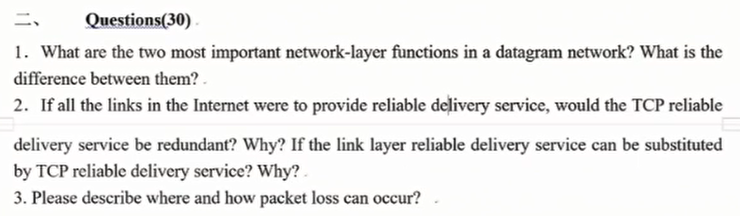 二、 Questions(30)
1. What are the two most important network-layer functions in a datagram network? What is the
difference between them?
2. If all the links in the Internet were to provide reliable delivery service, would the TCP reliable
delivery service be redundant? Why? If the link layer reliable delivery service can be substituted
by TCP reliable delivery service? Why?
3. Please describe where and how packet loss can occur?